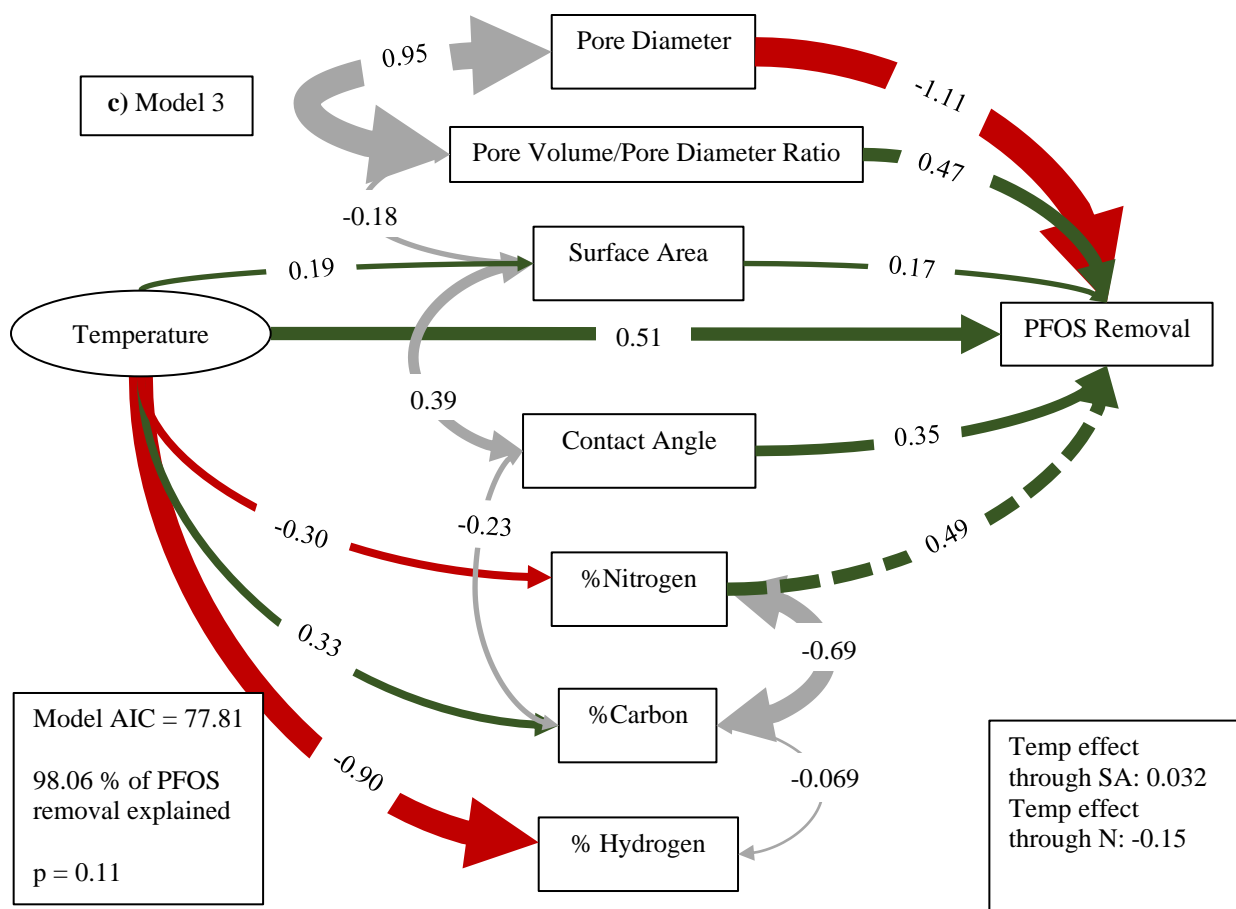 Pore Diameter
0.95
-1.11
c) Model 3
Pore Volume/Pore Diameter Ratio
0.47
-0.18
Surface Area
0.19
0.17
Temperature
0.51
PFOS Removal
0.39
Contact Angle
0.35
-0.30
-0.23
%Nitrogen
0.49
0.33
-0.69
%Carbon
-0.90
-0.069
% Hydrogen
Model AIC = 77.81
98.06 % of PFOS
removal explained
p = 0.11
Temp effect
through SA: 0.032
Temp effect
through N: -0.15